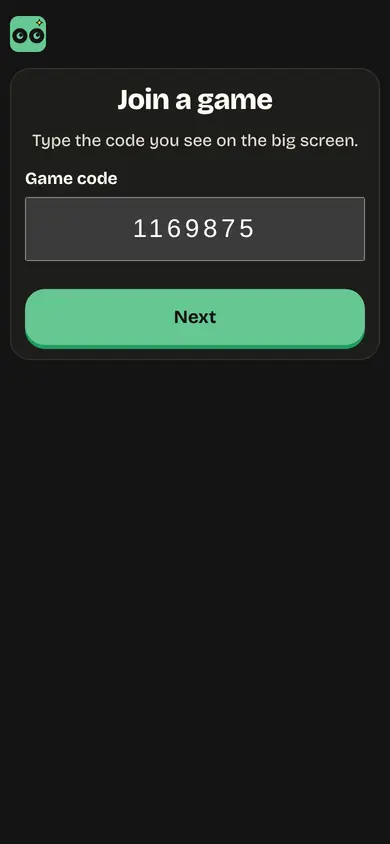 Join a game
Type the code you see on the big screen.
Game code
1169875
Next